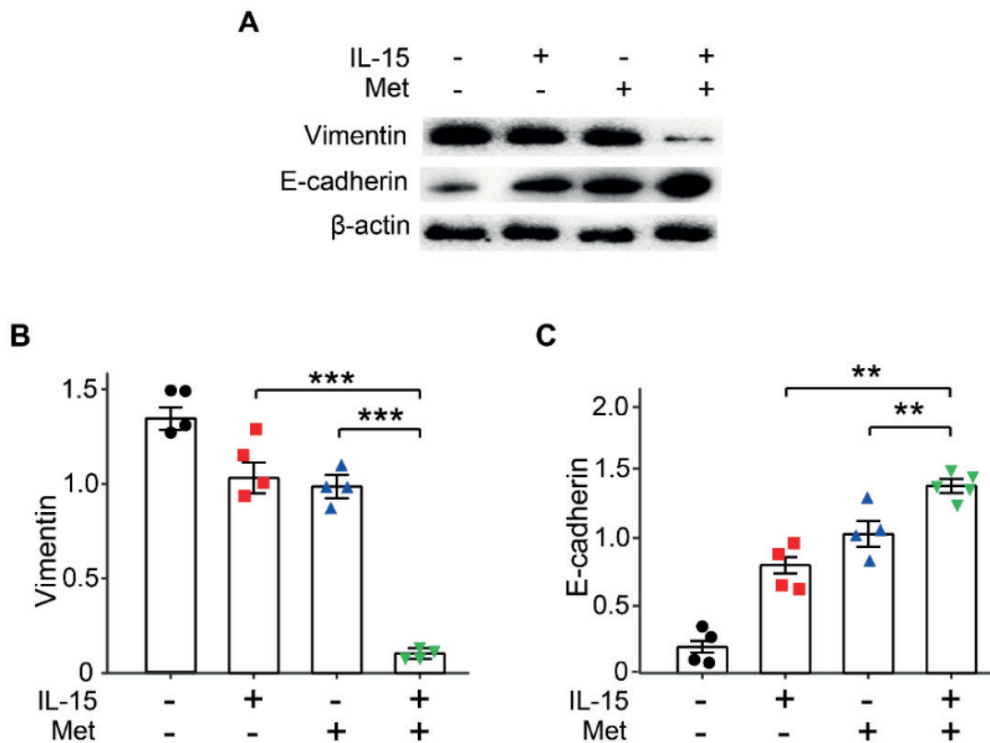 A
IL-15 - + - +
Met - - + +
Vimentin
E-cadherin
β-actin
B
Vimentin
1.5
1.0
0.5
0
***
***
IL-15 - + - +
Met - - + +
C
E-cadherin
2.0
1.5
1.0
0.5
0
**
**
IL-15 - + - +
Met - - + +